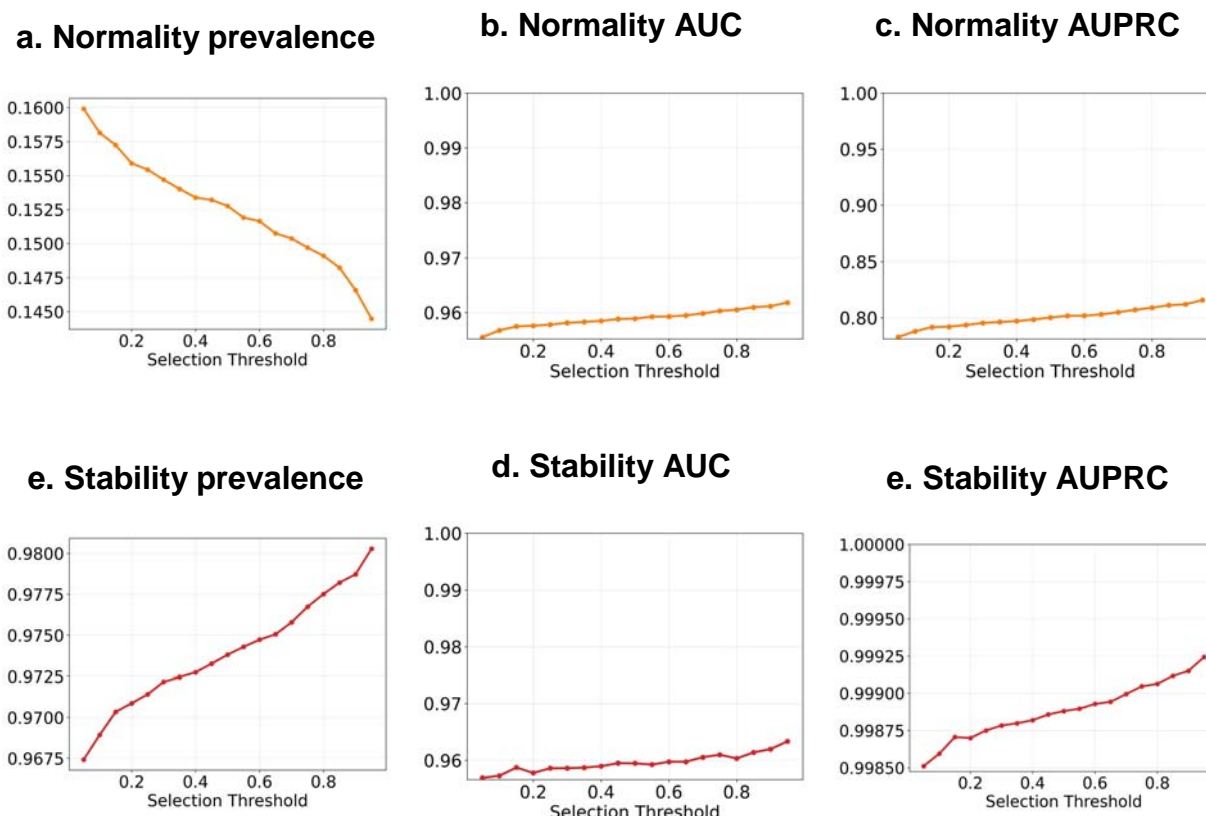 a. Normality prevalence
b. Normality AUC
c. Normality AUPRC
0.1600
0.1575
0.1550
0.1525
0.1500
0.1475
0.1450
0.2 0.4 0.6 0.8
Selection Threshold
1.00
0.99
0.98
0.97
0.96
0.2 0.4 0.6 0.8
Selection Threshold
1.00
0.95
0.90
0.85
0.80
0.2 0.4 0.6 0.8
Selection Threshold
e. Stability prevalence
d. Stability AUC
e. Stability AUPRC
0.9800
0.9775
0.9750
0.9725
0.9700
0.9675
0.2 0.4 0.6 0.8
Selection Threshold
1.00
0.99
0.98
0.97
0.96
0.2 0.4 0.6 0.8
Selection Threshold
1.00000
0.99975
0.99950
0.99925
0.99900
0.99875
0.99850
0.2 0.4 0.6 0.8
Selection Threshold